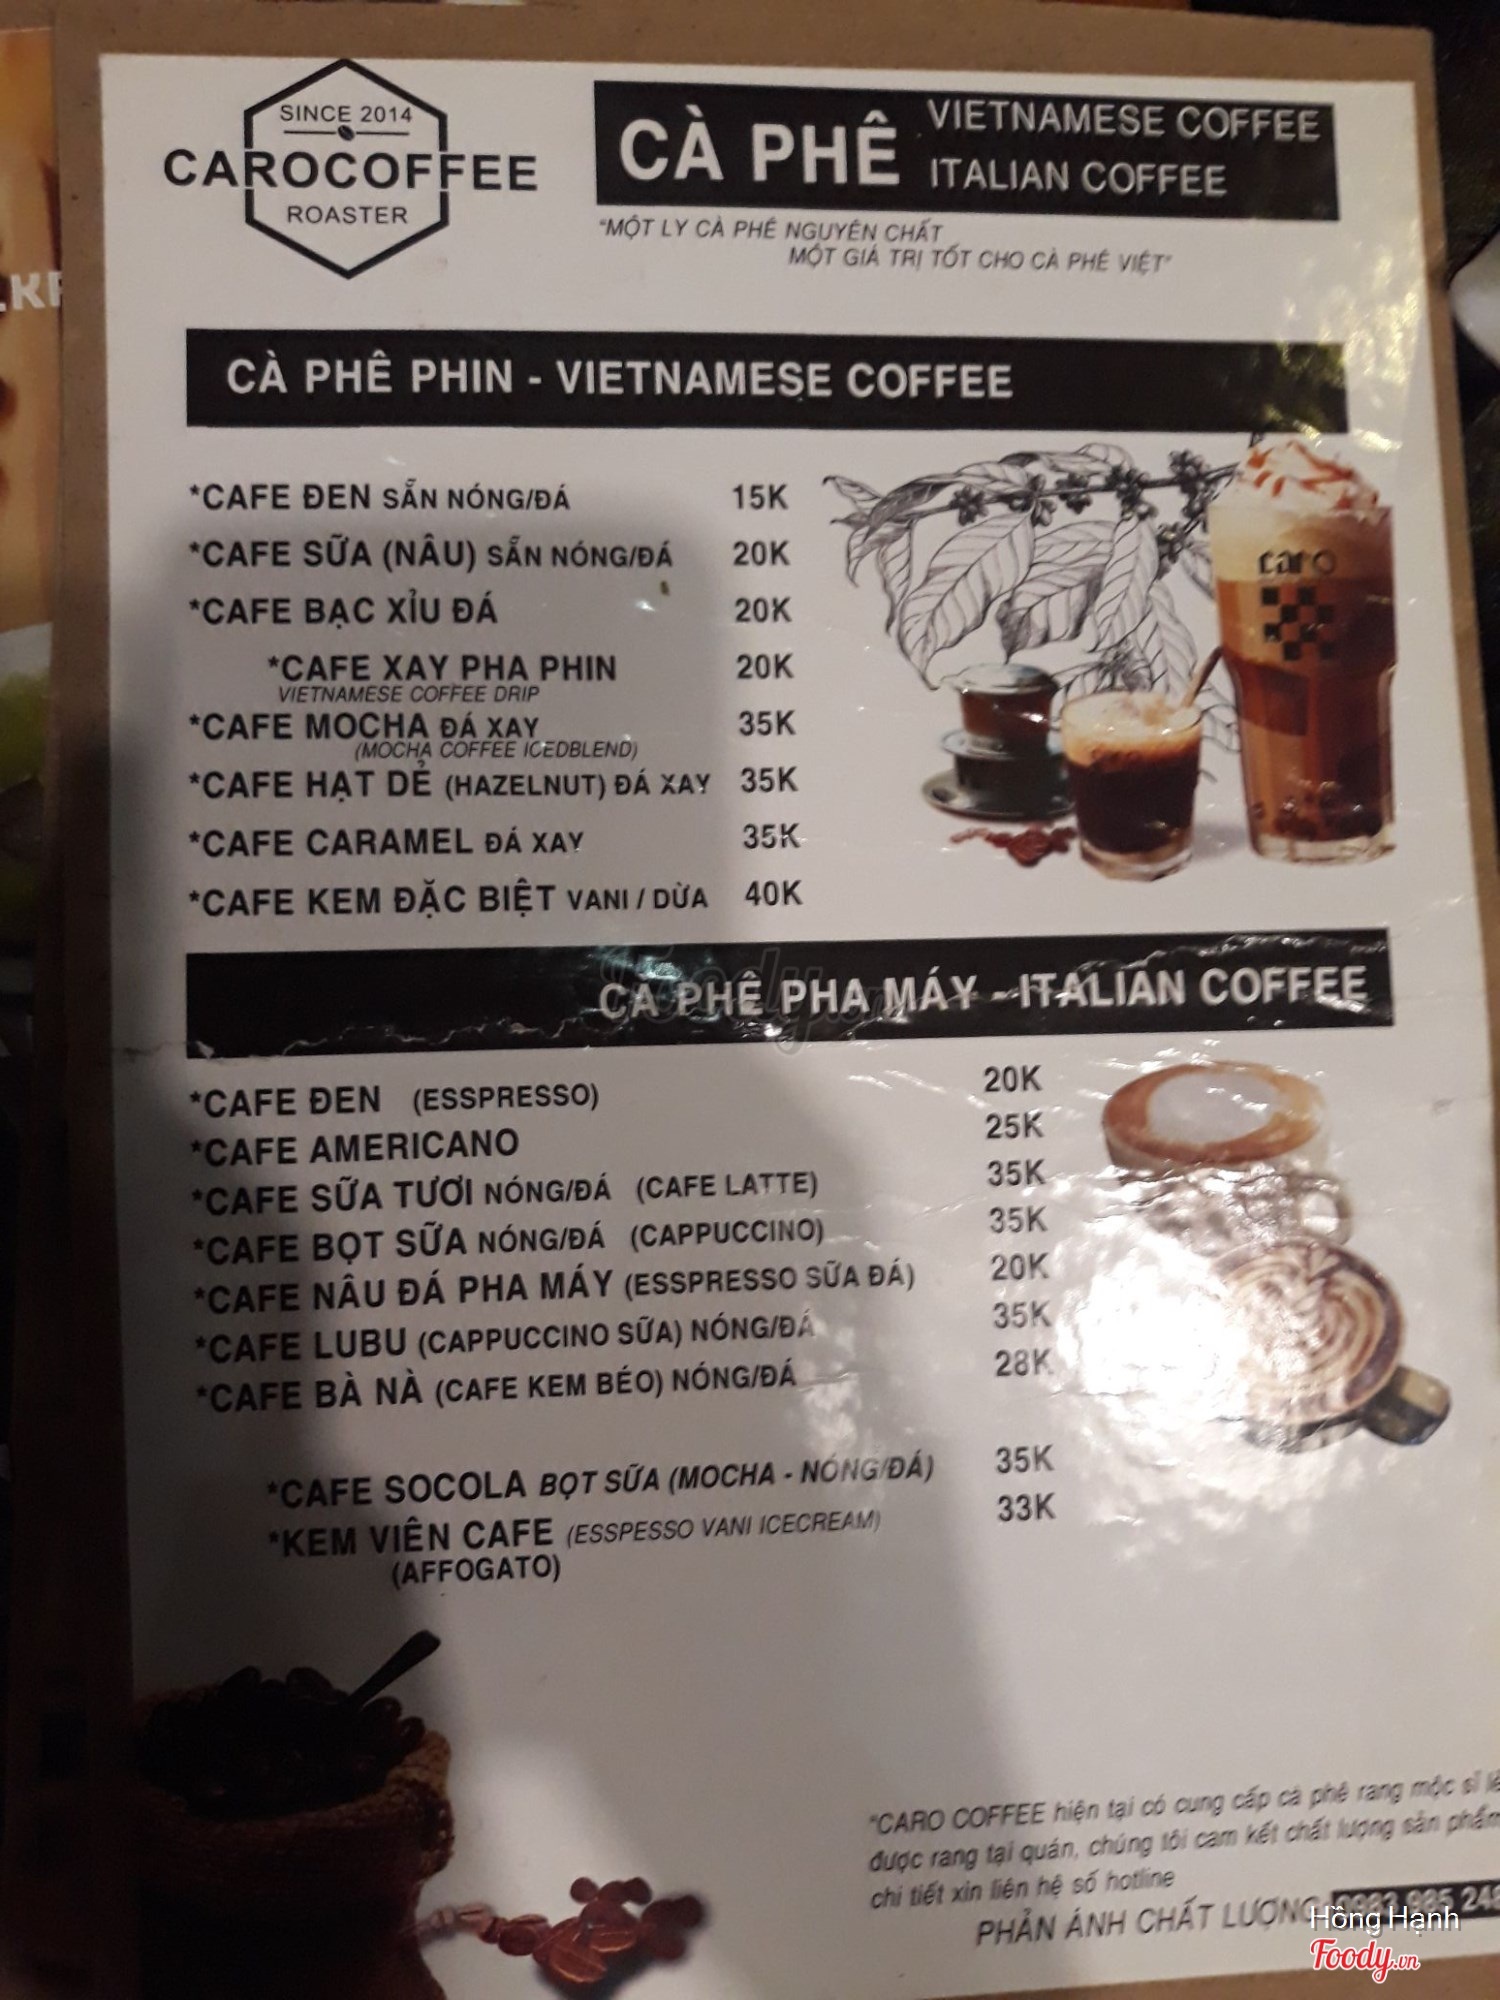 SINCE 2014
CAROCOFFEE
ROASTER
CÀ PHÊ
VIETNAMESE COFFEE
ITALIAN COFFEE
"MỘT LY CÀ PHÊ NGUYÊN CHẤT
MỘT GIÁ TRỊ TỐT CHO CÀ PHÊ VIỆT"
CÀ PHÊ PHIN - VIETNAMESE COFFEE
*CAFE ĐEN SẴN NÓNG/ĐÁ 15K
*CAFE SỮA (NÂU) SẴN NÓNG/ĐÁ 20K
*CAFE BẠC XỈU ĐÁ 20K
*CAFE XAY PHA PHIN 20K
VIETNAMESE COFFEE DRIP
*CAFE MOCHA ĐÁ XAY 35K
(MOCHA COFFEE ICEDBLEND)
*CAFE HẠT DẺ (HAZELNUT) ĐÁ XAY 35K
*CAFE CARAMEL ĐÁ XAY 35K
*CAFE KEM ĐẶC BIỆT VANI / DỪA 40K
caro
CÀ PHÊ PHA MÁY - ITALIAN COFFEE
*CAFE ĐEN (ESSPRESSO) 20K
*CAFE AMERICANO 25K
*CAFE SỮA TƯƠI NÓNG/ĐÁ (CAFE LATTE) 35K
*CAFE BỌT SỮA NÓNG/ĐÁ (CAPPUCCINO) 35K
*CAFE NÂU ĐÁ PHA MÁY (ESSPRESSO SỮA ĐÁ) 20K
*CAFE LUBU (CAPPUCCINO SỮA) NÓNG/ĐÁ 35K
*CAFE BÀ NÀ (CAFE KEM BÉO) NÓNG/ĐÁ 28K
*CAFE SOCOLA BỌT SỮA (MOCHA - NÓNG/ĐÁ) 35K
*KEM VIÊN CAFE (ESSPESSO VANI ICECREAM) 33K
(AFFOGATO)
"CARO COFFEE hiện tại có cung cấp cà phê rang mộc sỉ lẻ
được rang tại quán, chúng tôi cam kết chất lượng sản phẩm
chi tiết xin liên hệ số hotline
PHẢN ÁNH CHẤT LƯỢNG
Hồng Hạnh
Foody.vn